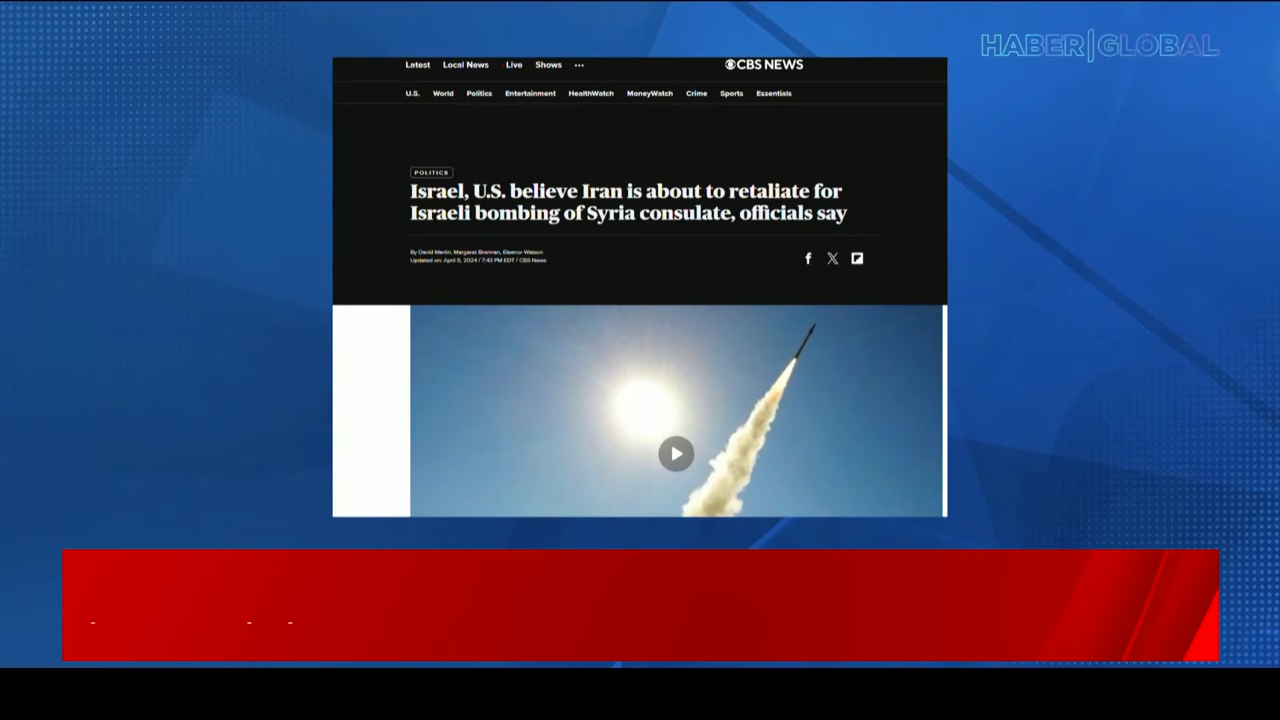 HABER|GLOBAL
Latest Local News Live Shows ...
CBS NEWS
U.S. World Politics Entertainment HealthWatch MoneyWatch Crime Sports Essentials
POLITICS
Israel, U.S. believe Iran is about to retaliate for
Israeli bombing of Syria consulate, officials say
By David Martin, Margaret Brennan, Eleanor Watson
Updated on: April 5, 2024 / 7:43 PM EDT / CBS News